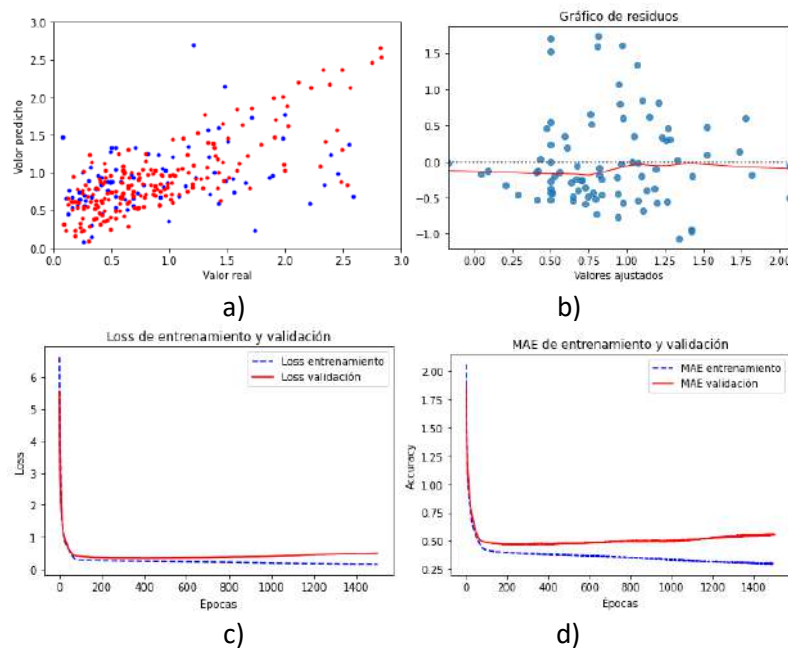 3.0
2.5
2.0
1.5
1.0
0.5
0.0
Valor predicho
0.0 0.5 1.0 1.5 2.0 2.5 3.0
Valor real
a)
Gráfico de residuos
1.5
1.0
0.5
0.0
−0.5
−1.0
0.00 0.25 0.50 0.75 1.00 1.25 1.50 1.75 2.00
Valores ajustados
b)
Loss de entrenamiento y validación
Loss entrenamiento
Loss validación
6
5
4
3
2
1
0
Loss
0 200 400 600 800 1000 1200 1400
Épocas
c)
MAE de entrenamiento y validación
MAE entrenamiento
MAE validación
2.00
1.75
1.50
1.25
1.00
0.75
0.50
0.25
Accuracy
0 200 400 600 800 1000 1200 1400
Épocas
d)